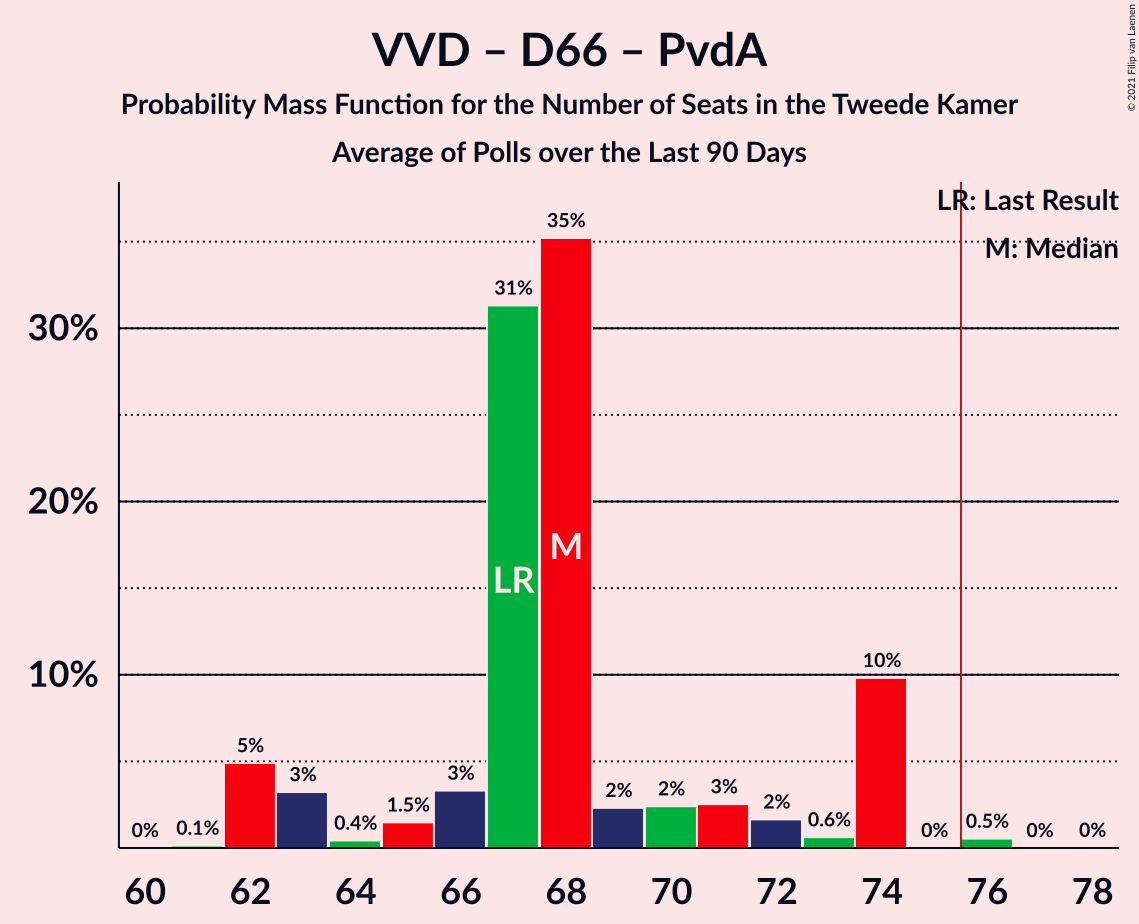 VVD – D66 – PvdA
Probability Mass Function for the Number of Seats in the Tweede Kamer
Average of Polls over the Last 90 Days
© 2021 Filip van Laenen
LR: Last Result
M: Median
35%
31%
30%
M
LR
20%
10%
10%
5%
3%
0.4%
1.5%
3%
2%
2%
3%
2%
0.6%
0%
0.1%
0%
0.5%
0%
0%
60 62 64 66 68 70 72 74 76 78